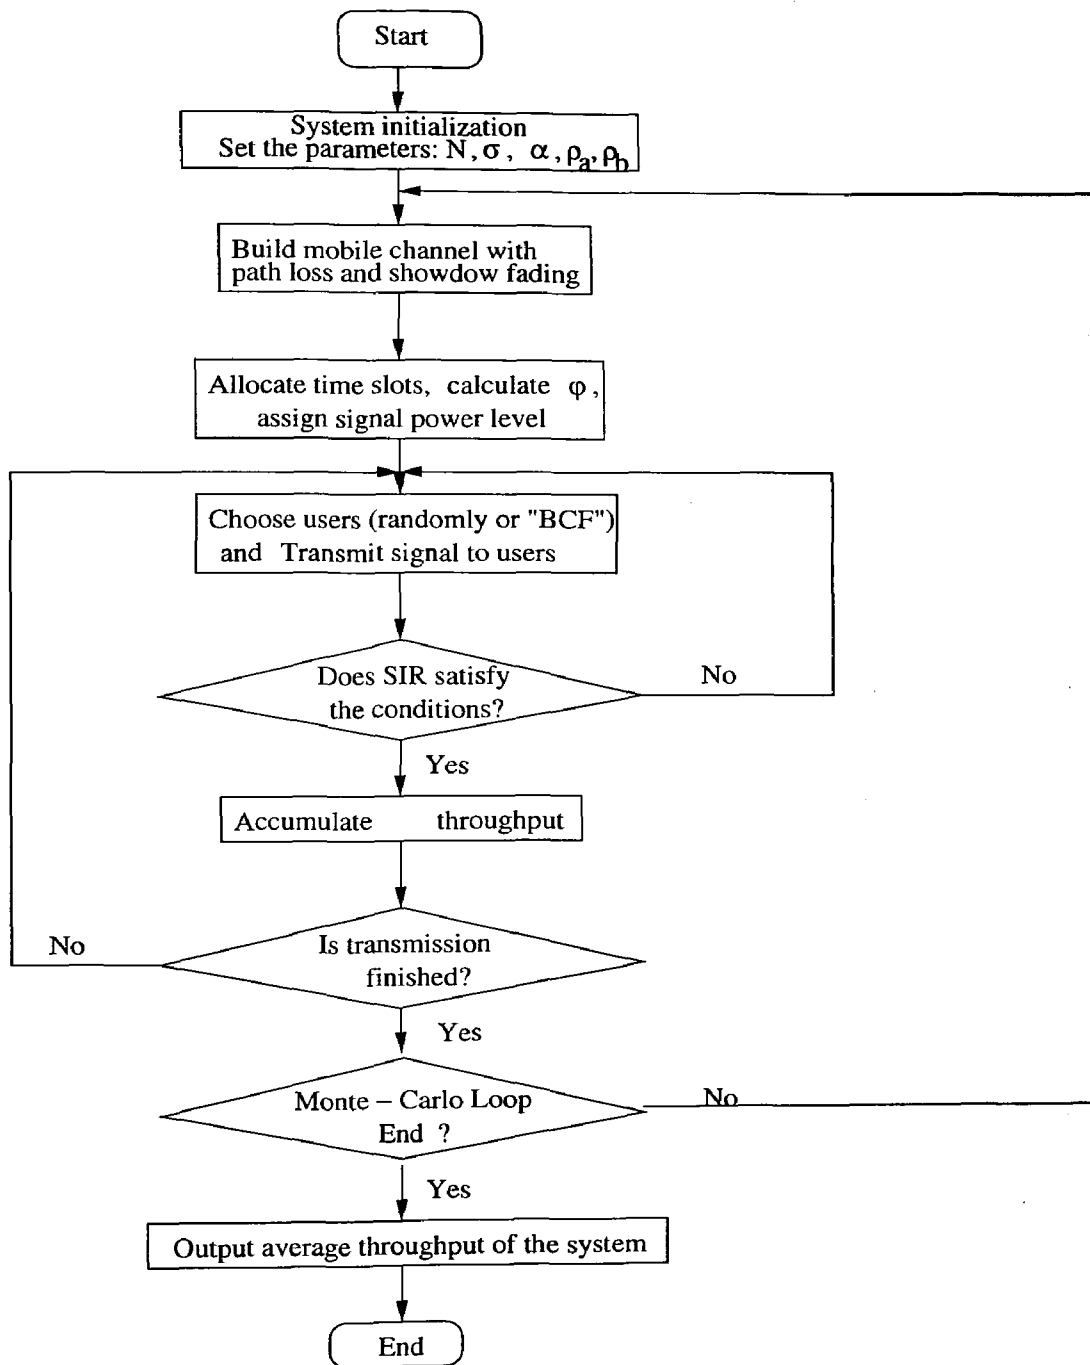 Start
System initialization
Set the parameters: N, σ, α, ρa, ρb
Build mobile channel with
path loss and showdow fading
Allocate time slots, calculate φ,
assign signal power level
Choose users (randomly or "BCF")
and Transmit signal to users
Does SIR satisfy
the conditions?
No
Yes
Accumulate throughput
Is transmission
finished?
No
Yes
Monte – Carlo Loop
End ?
No
Yes
Output average throughput of the system
End